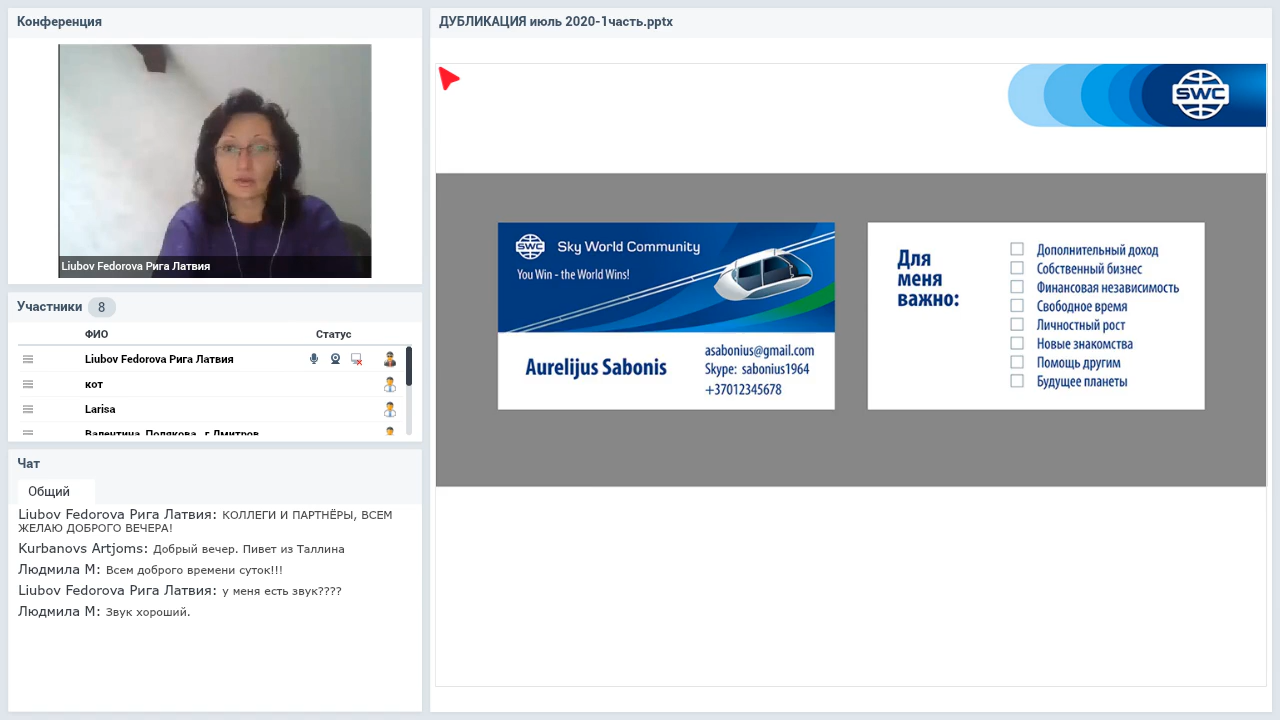 Конференция
Liubov Fedorova Рига Латвия
Участники 8
ФИО Статус
Liubov Fedorova Рига Латвия
кот
Larisa
Валентина Полякова г.Дмитров
Чат
Общий
Liubov Fedorova Рига Латвия: КОЛЛЕГИ И ПАРТНЁРЫ, ВСЕМ
ЖЕЛАЮ ДОБРОГО ВЕЧЕРА!
Kurbanovs Artjoms: Добрый вечер. Пивет из Таллина
Людмила М: Всем доброго времени суток!!!
Liubov Fedorova Рига Латвия: у меня есть звук????
Людмила М: Звук хороший.
ДУБЛИКАЦИЯ июль 2020-1часть.pptx
SWC
SWC Sky World Community
You Win - the World Wins!
Aurelijus Sabonis
asabonius@gmail.com
Skype: sabonius1964
+37012345678
Для
меня
важно:
Дополнительный доход
Собственный бизнес
Финансовая независимость
Свободное время
Личностный рост
Новые знакомства
Помощь другим
Будущее планеты